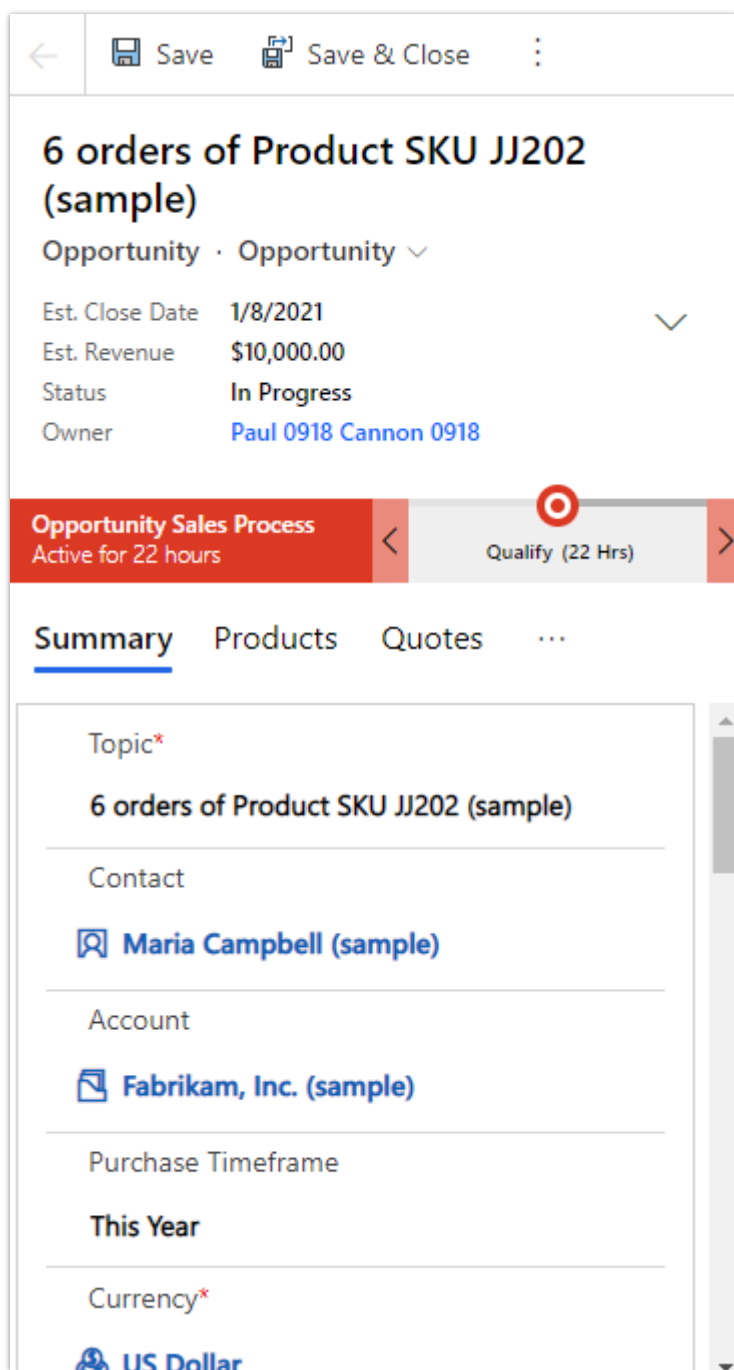 Save Save & Close
6 orders of Product SKU JJ202
(sample)
Opportunity · Opportunity
Est. Close Date 1/8/2021
Est. Revenue $10,000.00
Status In Progress
Owner Paul 0918 Cannon 0918
Opportunity Sales Process
Active for 22 hours
Qualify (22 Hrs)
Summary Products Quotes ...
Topic*
6 orders of Product SKU JJ202 (sample)
Contact
Maria Campbell (sample)
Account
Fabrikam, Inc. (sample)
Purchase Timeframe
This Year
Currency*
US Dollar